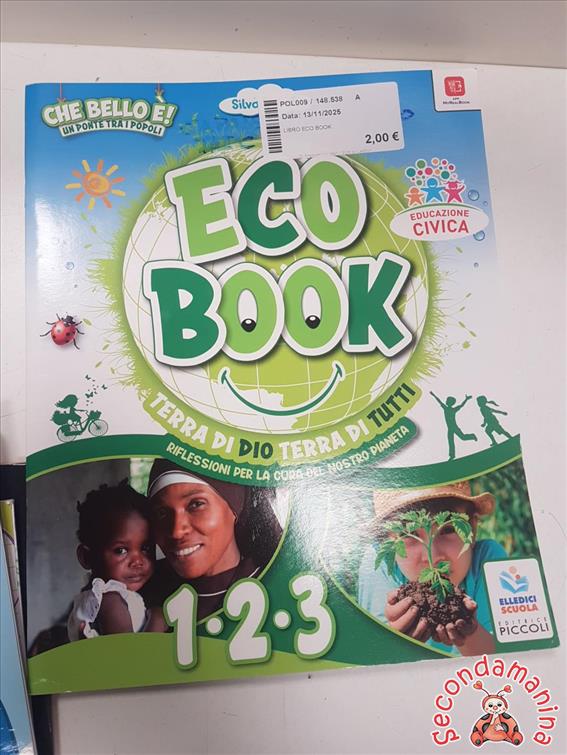 CHE BELLO È!
UN PONTE TRA I POPOLI
POL009 / 148.538 A
Data: 13/11/2025
LIBRO ECO BOOK
2,00 €
APP
ECO
BOOK
EDUCAZIONE
CIVICA
TERRA DI DIO TERRA DI TUTTI
RIFLESSIONI PER LA CURA DEL NOSTRO PIANETA
1•2•3
ELLEDICI
SCUOLA
EDITRICE
PICCOLI
Secondamanina